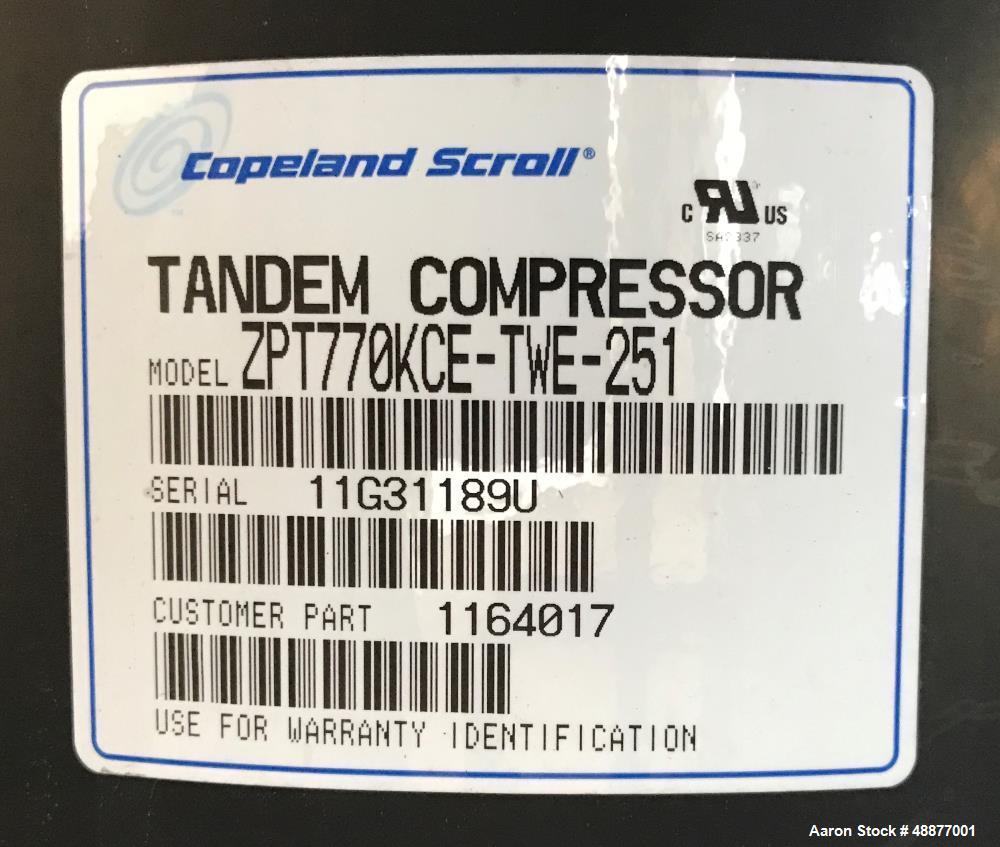 Copeland Scroll®
C RU US
TANDEM COMPRESSOR
MODEL ZPT770KCE-TWE-251
SERIAL 11G31189U
CUSTOMER PART 1164017
USE FOR WARRANTY IDENTIFICATION
Aaron Stock # 48877001